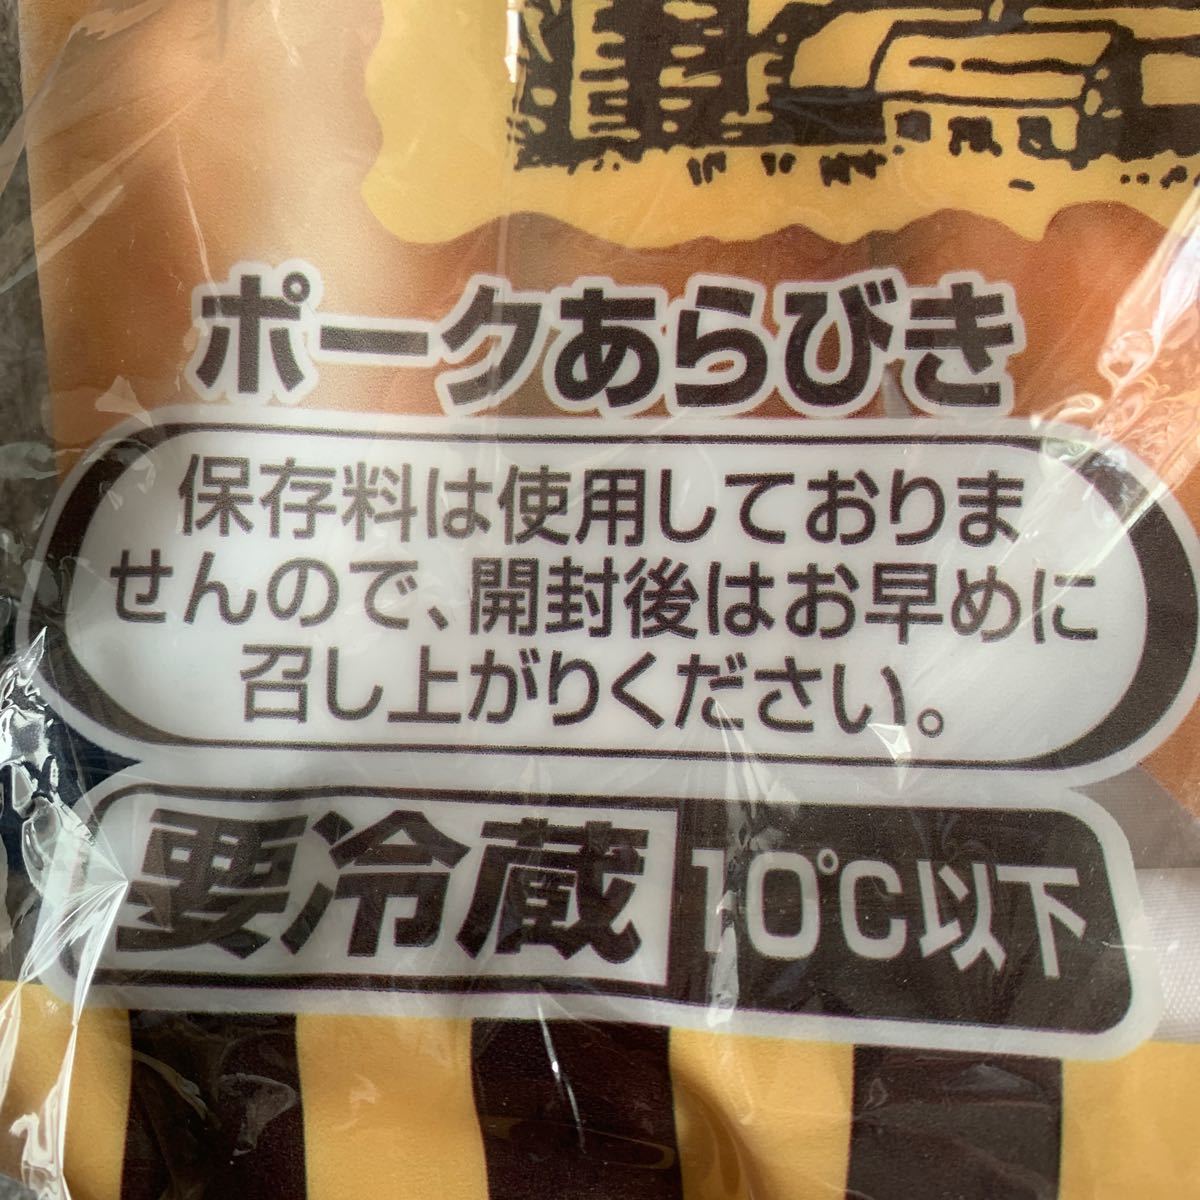 ポークあらびき
保存料は使用しておりま
せんので、開封後はお早めに
召し上がりください。
要冷蔵 10℃以下